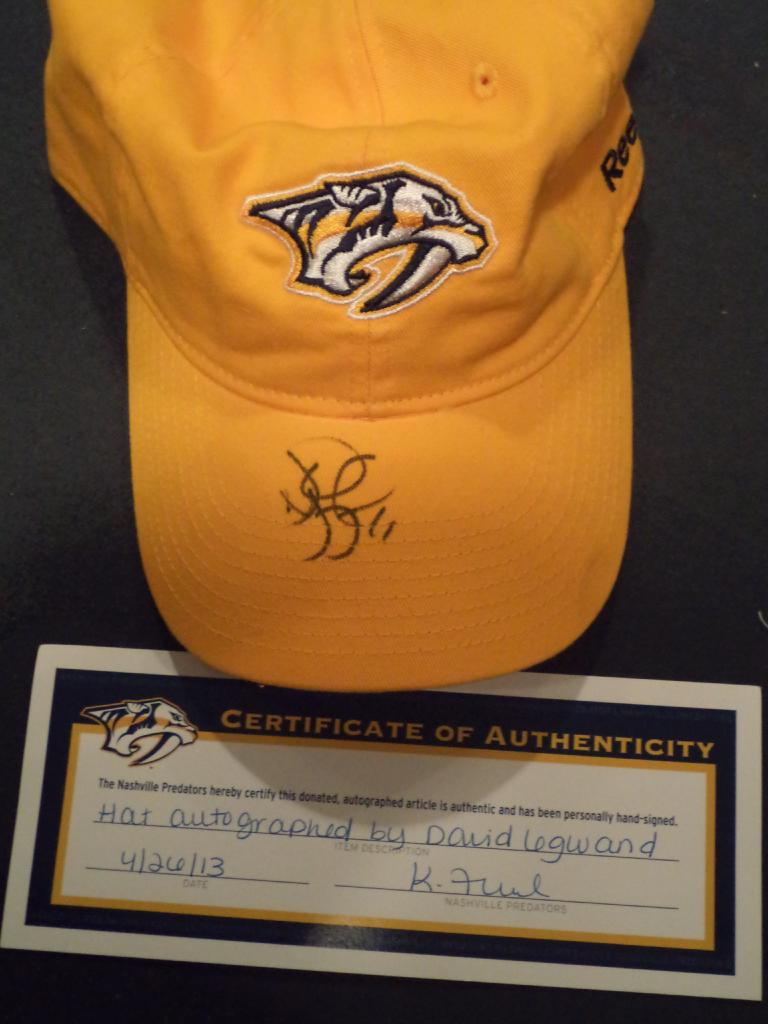 Ree
11
CERTIFICATE OF AUTHENTICITY
The Nashville Predators hereby certify this donated, autographed article is authentic and has been personally hand-signed.
Hat autographed by David Legwand
ITEM DESCRIPTION
4/26/13
DATE
K.
NASHVILLE PREDATORS